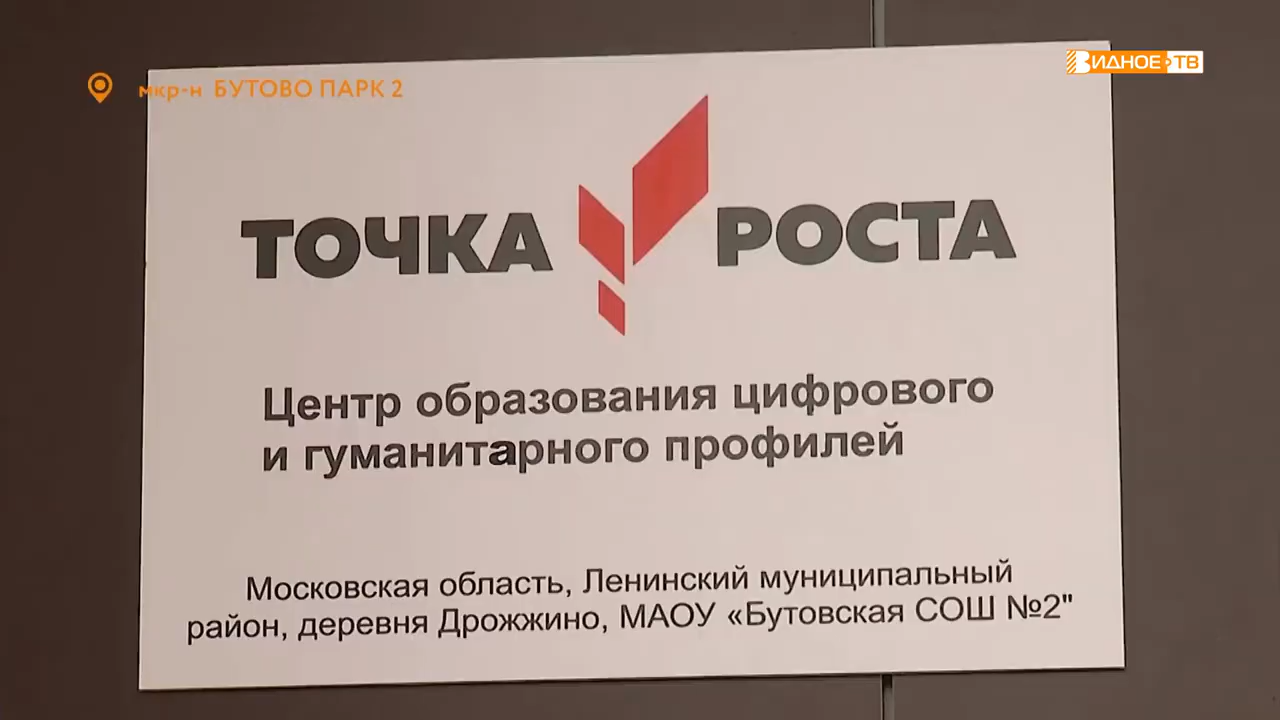 мкр-н БУТОВО ПАРК 2
ВИДНОЕ ТВ
ТОЧКА РОСТА
Центр образования цифрового
и гуманитарного профилей
Московская область, Ленинский муниципальный
район, деревня Дрожжино, МАОУ «Бутовская СОШ №2"